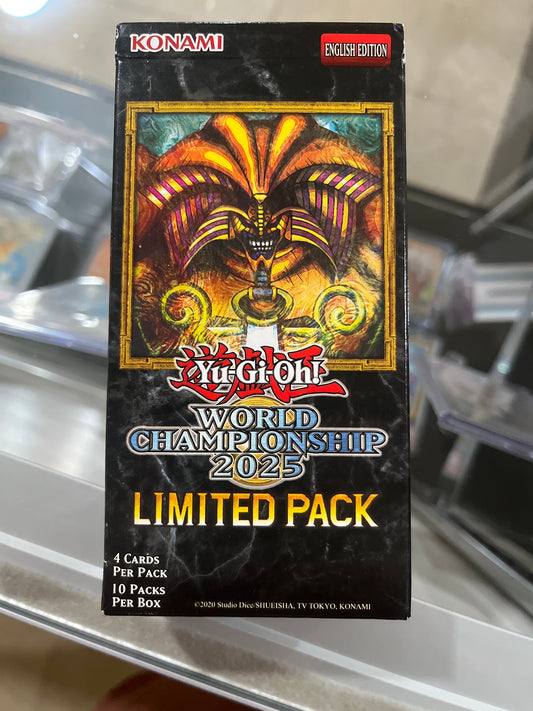 KONAMI
ENGLISH EDITION
遊戯王
Yu-Gi-Oh!
WORLD
CHAMPIONSHIP
2025
LIMITED PACK
4 CARDS
PER PACK
10 PACKS
PER BOX
©2020 Studio Dice/SHUEISHA, TV TOKYO, KONAMI